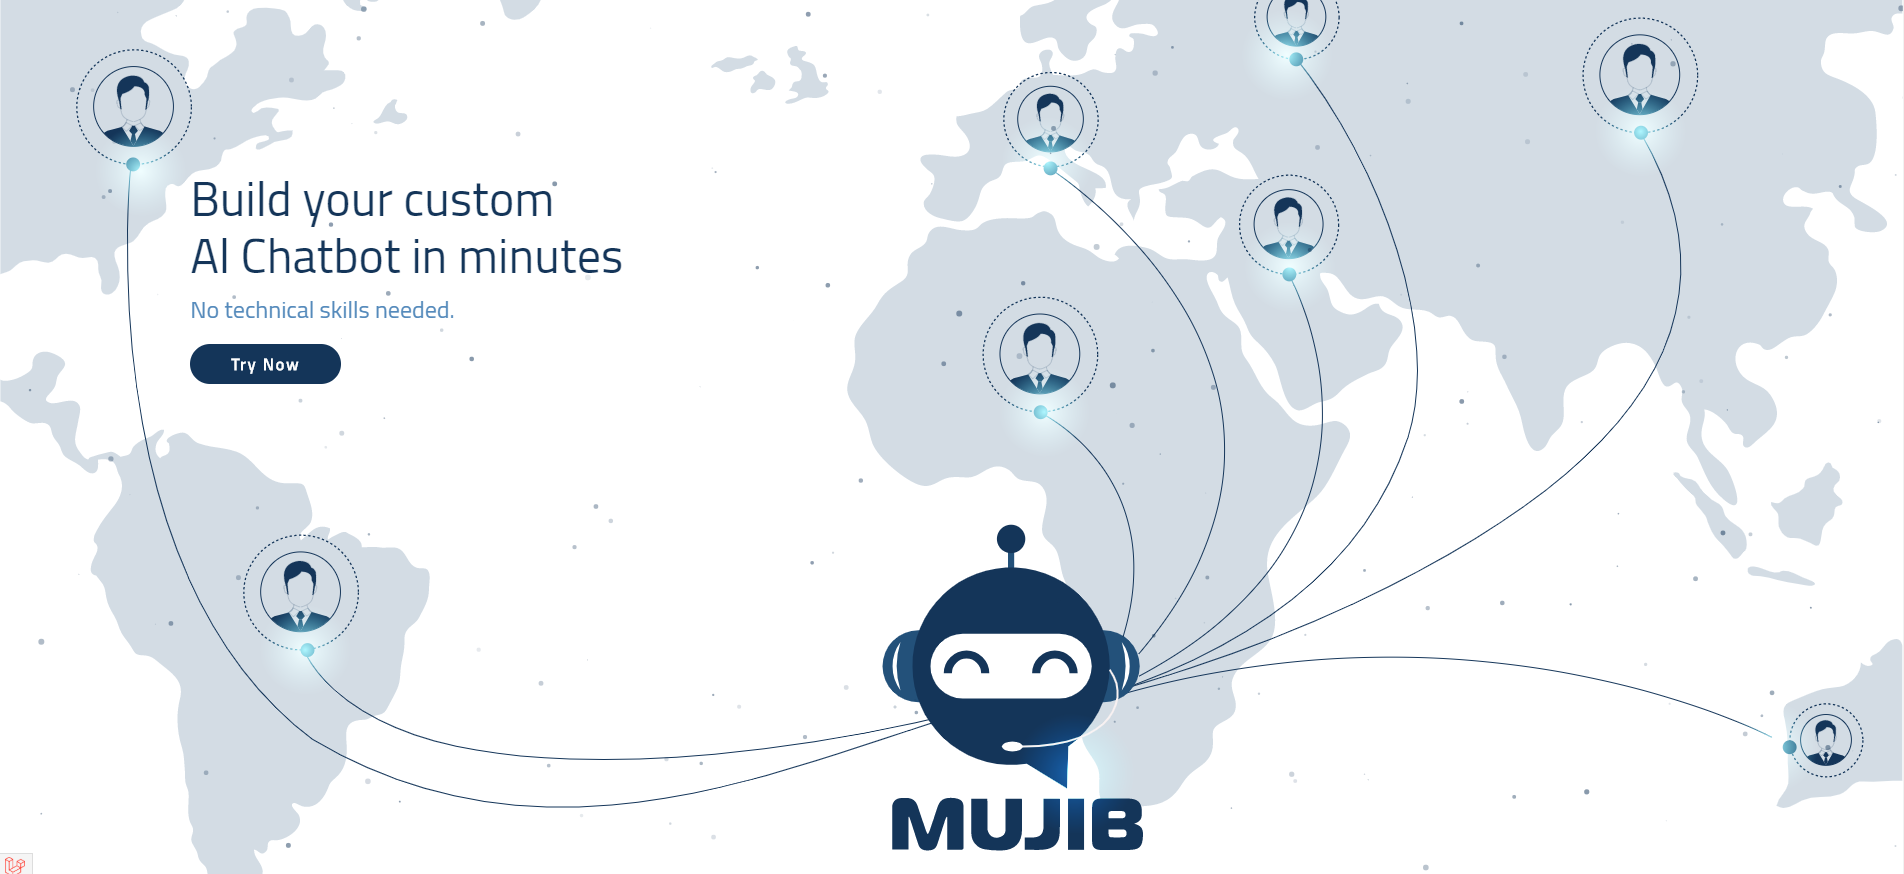 Build your custom
AI Chatbot in minutes
No technical skills needed.
Try Now
MUJIB